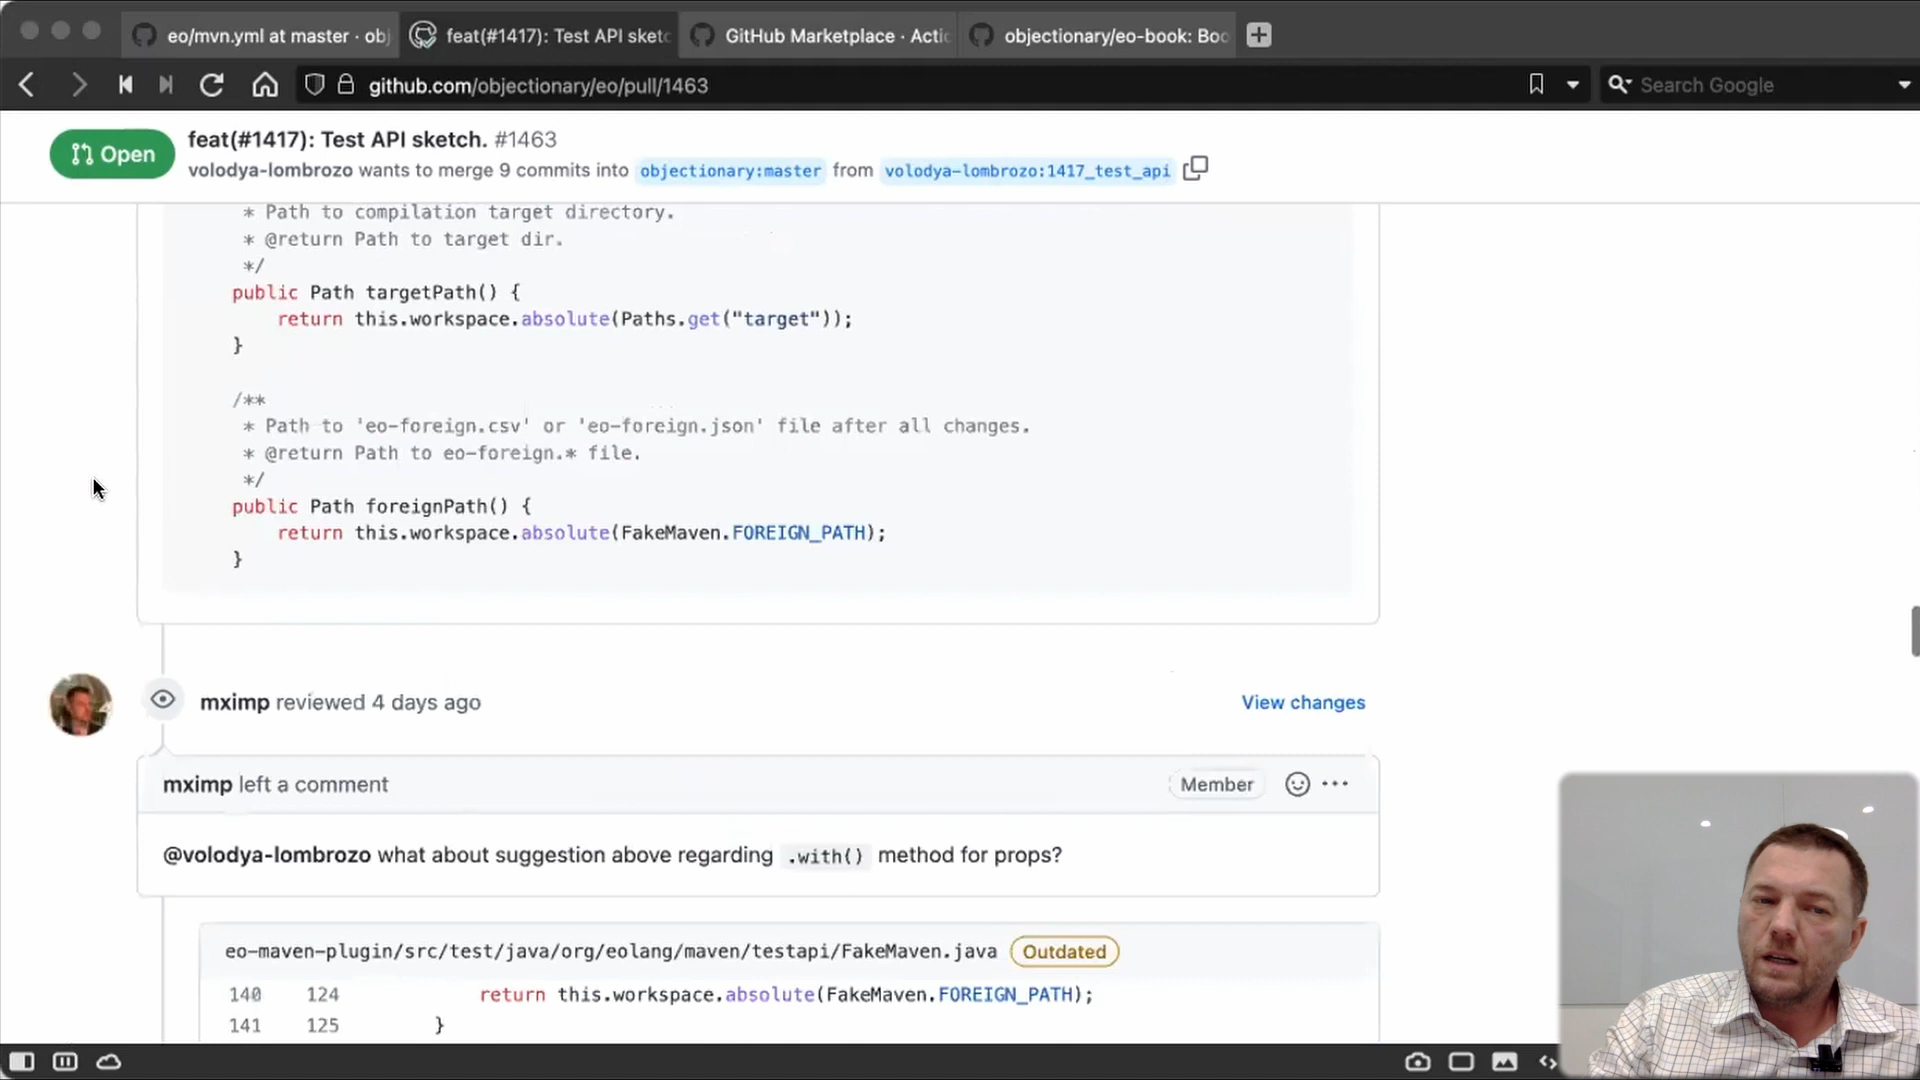 eo/mvn.yml at master · obj
feat(#1417): Test API sketc
GitHub Marketplace · Actio
objectionary/eo-book: Boo
github.com/objectionary/eo/pull/1463
Search Google
Open
feat(#1417): Test API sketch. #1463
volodya-lombrozo wants to merge 9 commits into objectionary:master from volodya-lombrozo:1417_test_api
* Path to compilation target directory.
* @return Path to target dir.
*/
public Path targetPath() {
return this.workspace.absolute(Paths.get("target"));
}
/**
* Path to 'eo-foreign.csv' or 'eo-foreign.json' file after all changes.
* @return Path to eo-foreign.* file.
*/
public Path foreignPath() {
return this.workspace.absolute(FakeMaven.FOREIGN_PATH);
}
mximp reviewed 4 days ago
View changes
mximp left a comment
Member
@volodya-lombrozo what about suggestion above regarding .with() method for props?
eo-maven-plugin/src/test/java/org/eolang/maven/testapi/FakeMaven.java Outdated
140 124 return this.workspace.absolute(FakeMaven.FOREIGN_PATH);
141 125 }